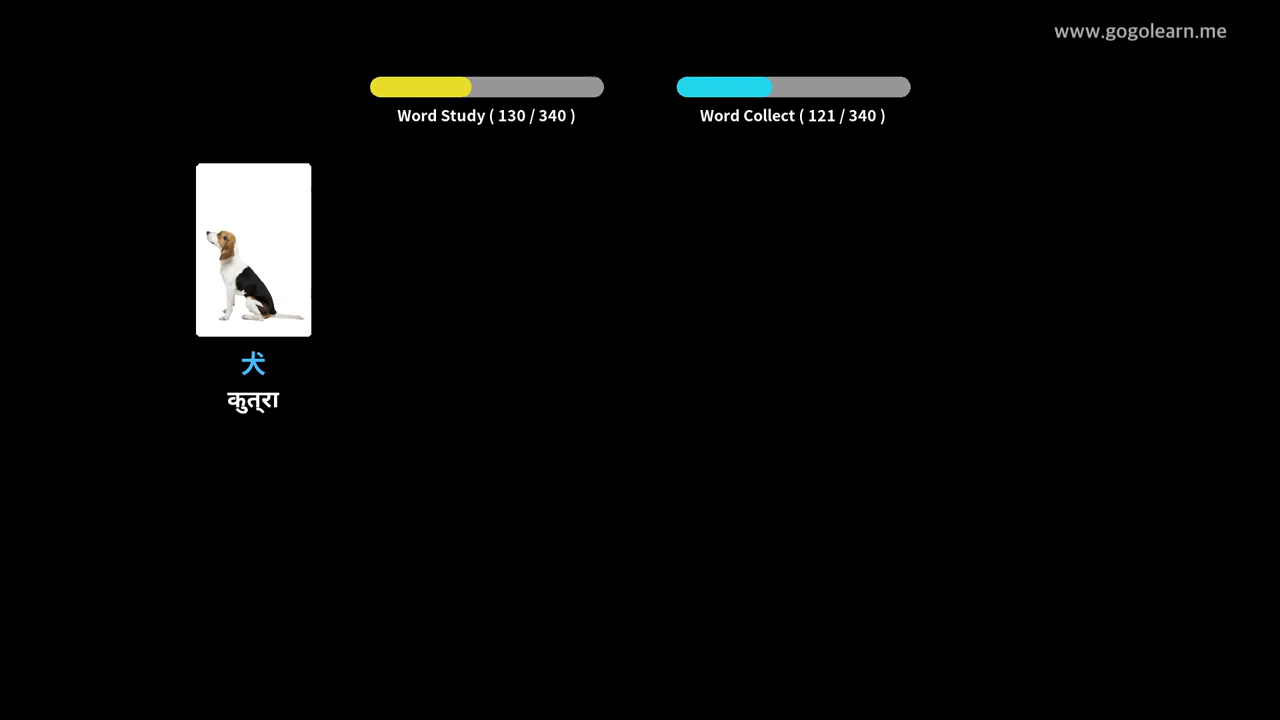 www.gogolearn.me
Word Study ( 130 / 340 )
Word Collect ( 121 / 340 )
犬
कुत्रा